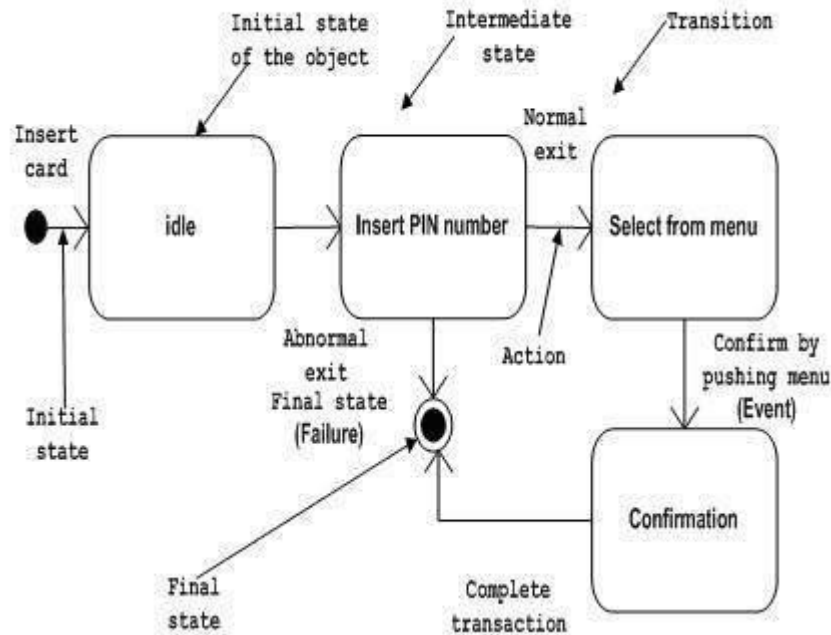 Initial state
of the object
Intermediate
state
Transition
Insert
card
Normal
exit
idle
Insert PIN number
Select from menu
Initial
state
Abnormal
exit
Final state
(Failure)
Action
Confirm by
pushing menu
(Event)
Confirmation
Final
state
Complete
transaction